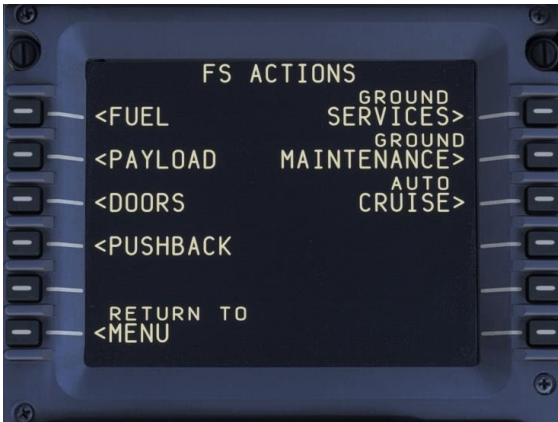 FS ACTIONS
GROUND
<FUEL SERVICES>
GROUND
<PAYLOAD MAINTENANCE>
AUTO
<DOORS CRUISE>
<PUSHBACK
RETURN TO
<MENU